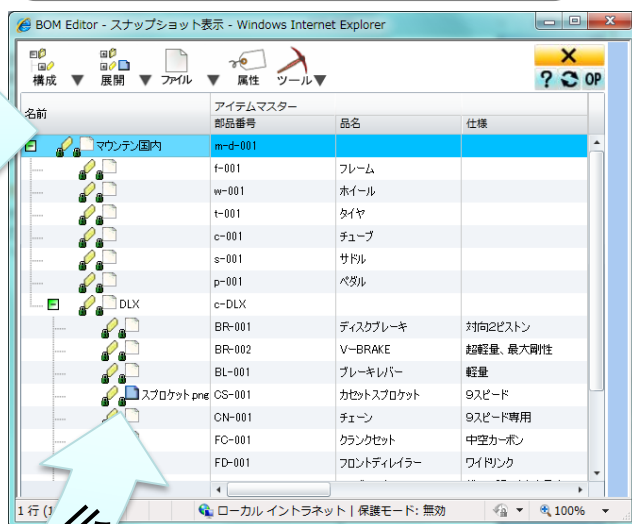 BOM Editor - スナップショット表示 - Windows Internet Explorer
構成 ▼ 展開 ▼ ファイル ▼ 属性 ツール▼
? OP
名前 アイテムマスター
部品番号 品名 仕様
マウンテン国内 m-d-001
f-001 フレーム
w-001 ホイール
t-001 タイヤ
c-001 チューブ
s-001 サドル
p-001 ペダル
DLX c-DLX
BR-001 ディスクブレーキ 対向2ピストン
BR-002 V-BRAKE 超軽量、最大剛性
BL-001 ブレーキレバー 軽量
スプロケット.png CS-001 カセットスプロケット 9スピード
CN-001 チェーン 9スピード専用
FC-001 クランクセット 中空カーボン
FD-001 フロントディレイラー ワイドリンク
1 行 ローカル イントラネット | 保護モード: 無効 100%